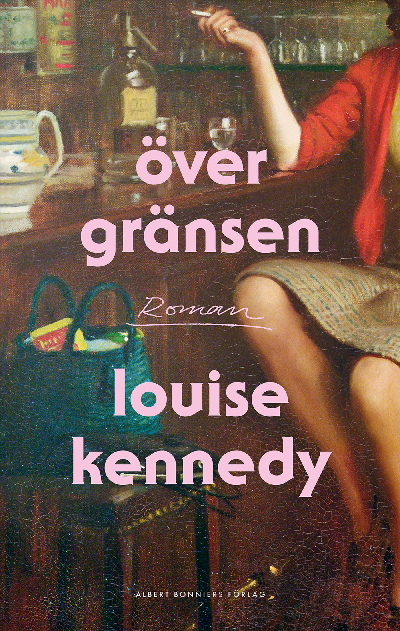 över
gränsen
Roman
louise
kennedy
ALBERT BONNIERS FÖRLAG